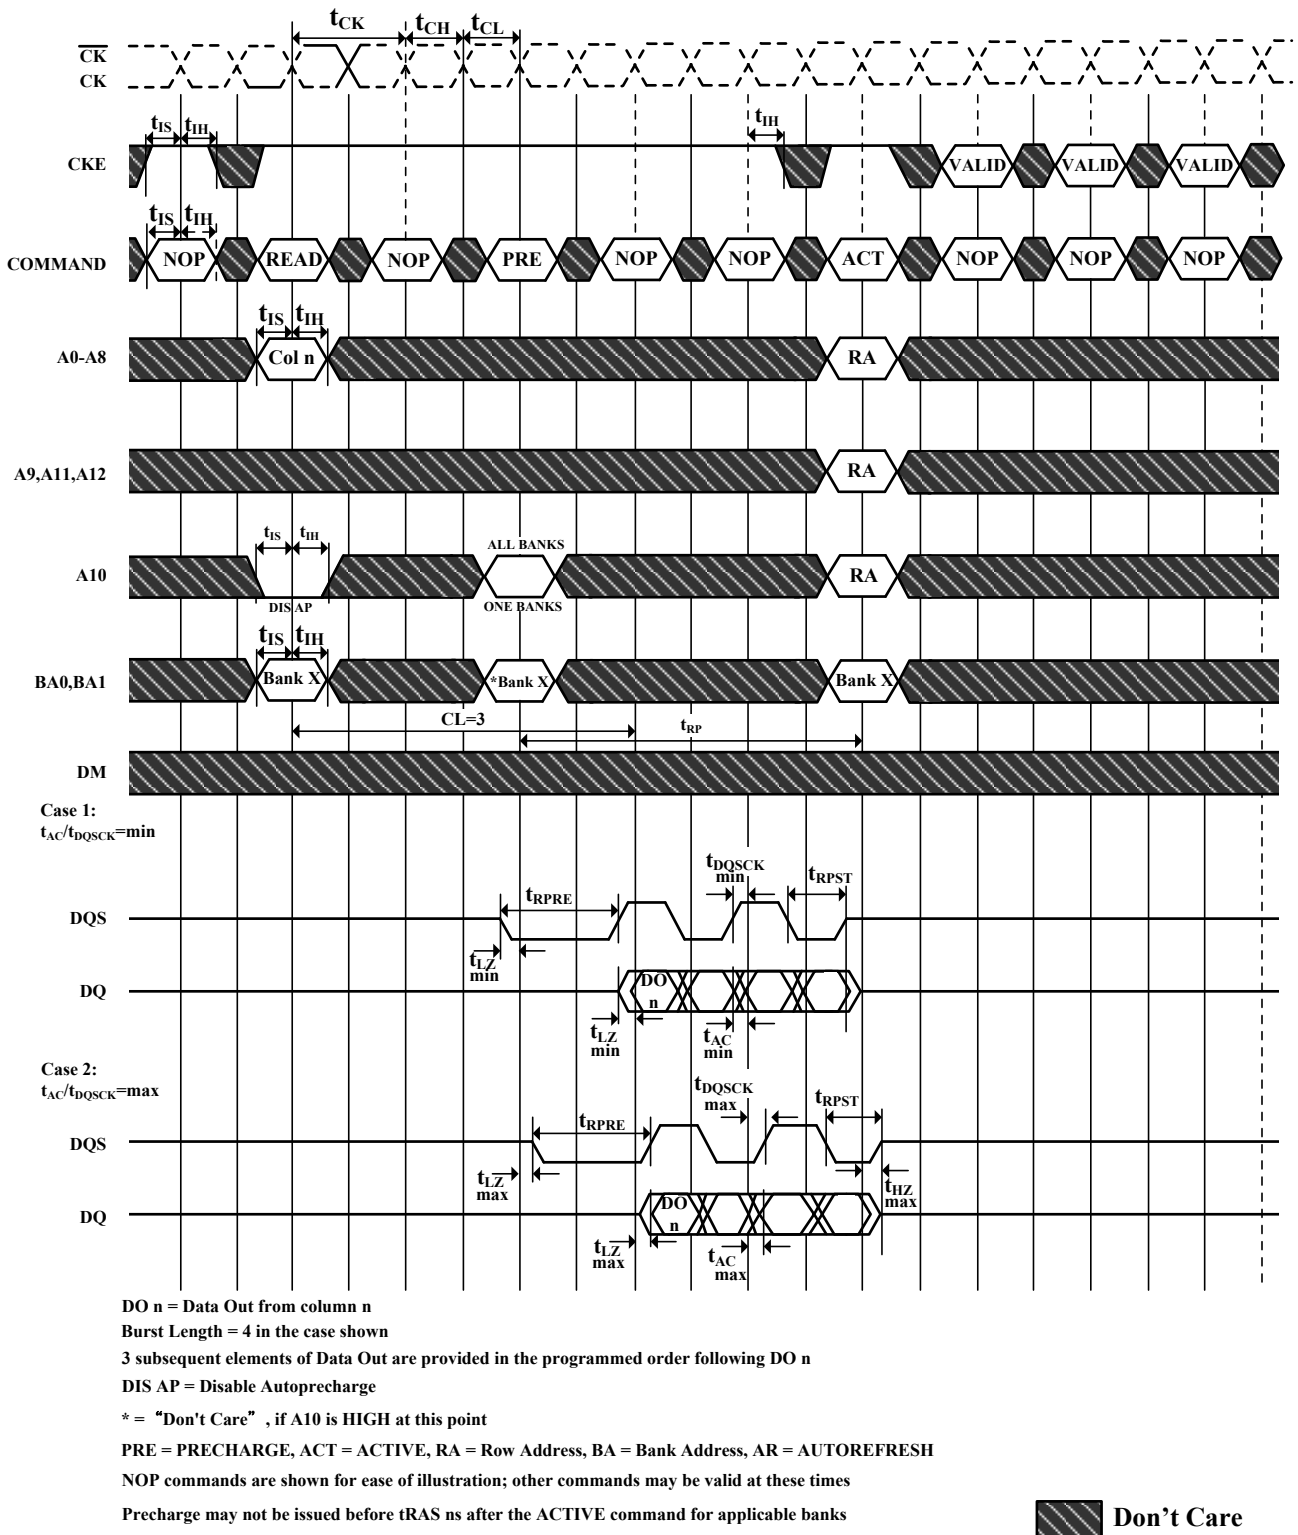 tCK tCH tCL
CK
CK
tIS tIH tIH
CKE VALID VALID VALID
tIS tIH
COMMAND NOP READ NOP PRE NOP NOP ACT NOP NOP NOP
tIS tIH
A0-A8 Col n RA
A9,A11,A12 RA
tIS tIH ALL BANKS
A10 RA
DIS AP ONE BANKS
tIS tIH
BA0,BA1 Bank X *Bank X Bank X
CL=3 tRP
DM
Case 1:
tAC/tDQSCK=min
tDQSCK min tRPST
tRPRE
DQS
tLZ min
DQ DO n
tLZ min tAC min
Case 2:
tAC/tDQSCK=max
tDQSCK max tRPST
tRPRE
DQS
tLZ max tHZ max
DQ DO n
tLZ max tAC max
DO n = Data Out from column n
Burst Length = 4 in the case shown
3 subsequent elements of Data Out are provided in the programmed order following DO n
DIS AP = Disable Autoprecharge
* = “Don't Care”, if A10 is HIGH at this point
PRE = PRECHARGE, ACT = ACTIVE, RA = Row Address, BA = Bank Address, AR = AUTOREFRESH
NOP commands are shown for ease of illustration; other commands may be valid at these times
Precharge may not be issued before tRAS ns after the ACTIVE command for applicable banks
Don't Care